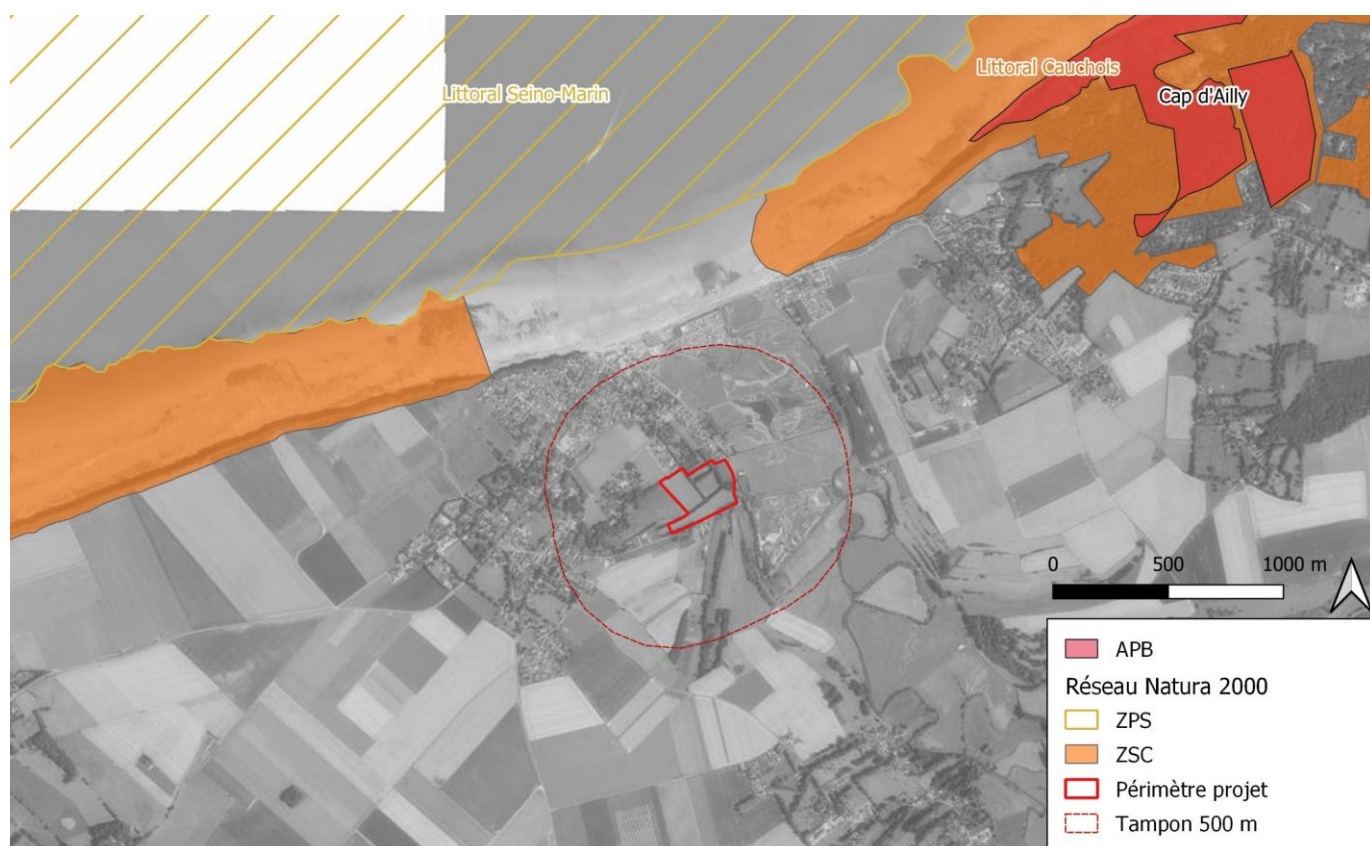 Littoral Cauchois
Littoral Seino-Marin
Cap d'Ailly
0 500 1000 m
APB
Réseau Natura 2000
ZPS
ZSC
Périmètre projet
Tampon 500 m